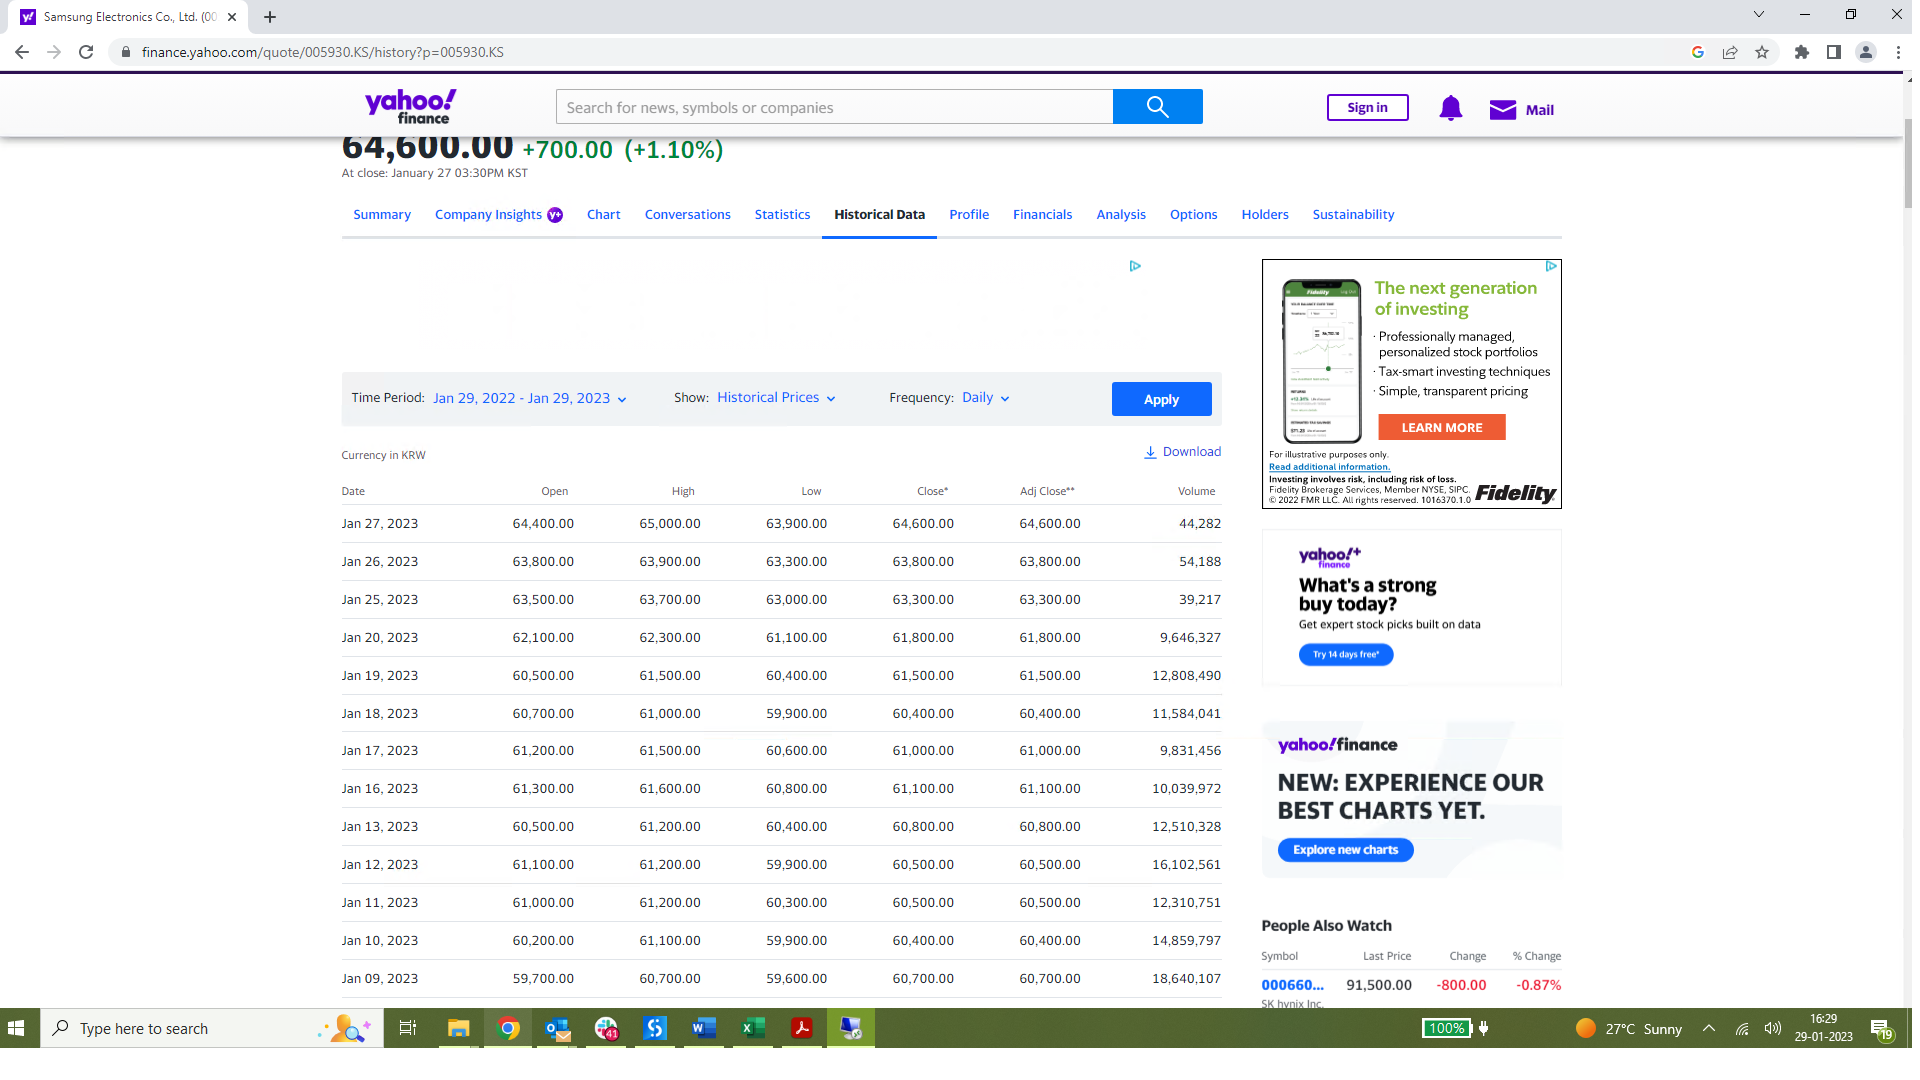 Samsung Electronics Co., Ltd. (00
finance.yahoo.com/quote/005930.KS/history?p=005930.KS
yahoo!
finance
Search for news, symbols or companies
Sign in
Mail
64,600.00 +700.00 (+1.10%)
At close: January 27 03:30PM KST
Summary Company Insights Y+ Chart Conversations Statistics Historical Data Profile Financials Analysis Options Holders Sustainability
Time Period: Jan 29, 2022 - Jan 29, 2023 Show: Historical Prices Frequency: Daily Apply
Currency in KRW Download
Date Open High Low Close* Adj Close** Volume
Jan 27, 2023 64,400.00 65,000.00 63,900.00 64,600.00 64,600.00 44,282
Jan 26, 2023 63,800.00 63,900.00 63,300.00 63,800.00 63,800.00 54,188
Jan 25, 2023 63,500.00 63,700.00 63,000.00 63,300.00 63,300.00 39,217
Jan 20, 2023 62,100.00 62,300.00 61,100.00 61,800.00 61,800.00 9,646,327
Jan 19, 2023 60,500.00 61,500.00 60,400.00 61,500.00 61,500.00 12,808,490
Jan 18, 2023 60,700.00 61,000.00 59,900.00 60,400.00 60,400.00 11,584,041
Jan 17, 2023 61,200.00 61,500.00 60,600.00 61,000.00 61,000.00 9,831,456
Jan 16, 2023 61,300.00 61,600.00 60,800.00 61,100.00 61,100.00 10,039,972
Jan 13, 2023 60,500.00 61,200.00 60,400.00 60,800.00 60,800.00 12,510,328
Jan 12, 2023 61,100.00 61,200.00 59,900.00 60,500.00 60,500.00 16,102,561
Jan 11, 2023 61,000.00 61,200.00 60,300.00 60,500.00 60,500.00 12,310,751
Jan 10, 2023 60,200.00 61,100.00 59,900.00 60,400.00 60,400.00 14,859,797
Jan 09, 2023 59,700.00 60,700.00 59,600.00 60,700.00 60,700.00 18,640,107
Fidelity
The next generation
of investing
· Professionally managed,
personalized stock portfolios
· Tax-smart investing techniques
· Simple, transparent pricing
LEARN MORE
For illustrative purposes only.
Read additional information.
Investing involves risk, including risk of loss.
Fidelity Brokerage Services, Member NYSE, SIPC.
© 2022 FMR LLC. All rights reserved. 1016370.1.0
Fidelity
yahoo!+
finance
What's a strong
buy today?
Get expert stock picks built on data
Try 14 days free*
yahoo!finance
NEW: EXPERIENCE OUR
BEST CHARTS YET.
Explore new charts
People Also Watch
Symbol Last Price Change % Change
000660... 91,500.00 -800.00 -0.87%
SK hynix Inc.
Type here to search
41
100%
27°C Sunny
16:29
29-01-2023
19